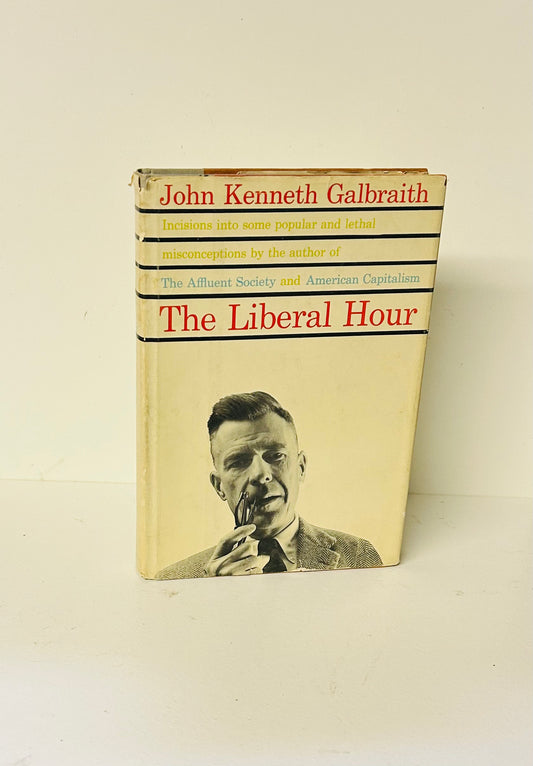 John Kenneth Galbraith
Incisions into some popular and lethal
misconceptions by the author of
The Affluent Society and American Capitalism
The Liberal Hour